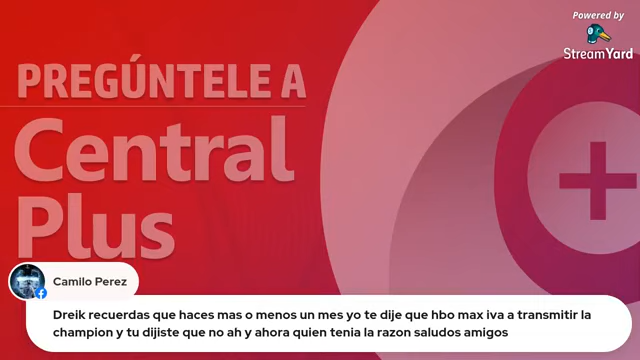 Powered by
StreamYard
PREGÚNTELE A
Central
Plus
Camilo Perez
Dreik recuerdas que haces mas o menos un mes yo te dije que hbo max iva a transmitir la
champion y tu dijiste que no ah y ahora quien tenia la razon saludos amigos